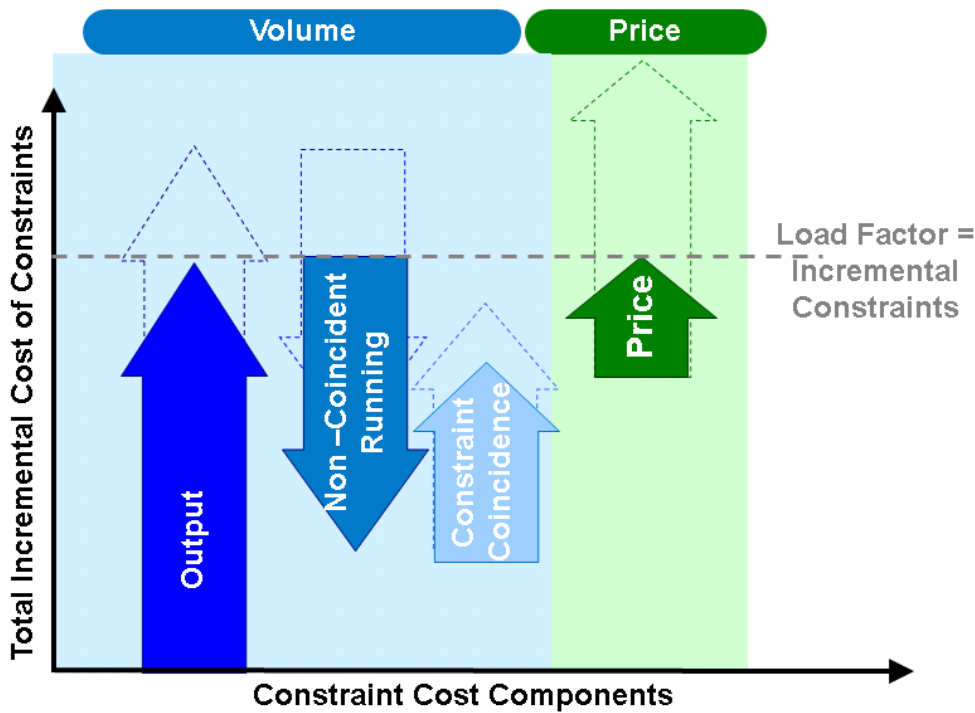 Volume
Price
Total Incremental Cost of Constraints
Output
Non –Coincident
Running
Constraint
Coincidence
Price
Load Factor =
Incremental
Constraints
Constraint Cost Components